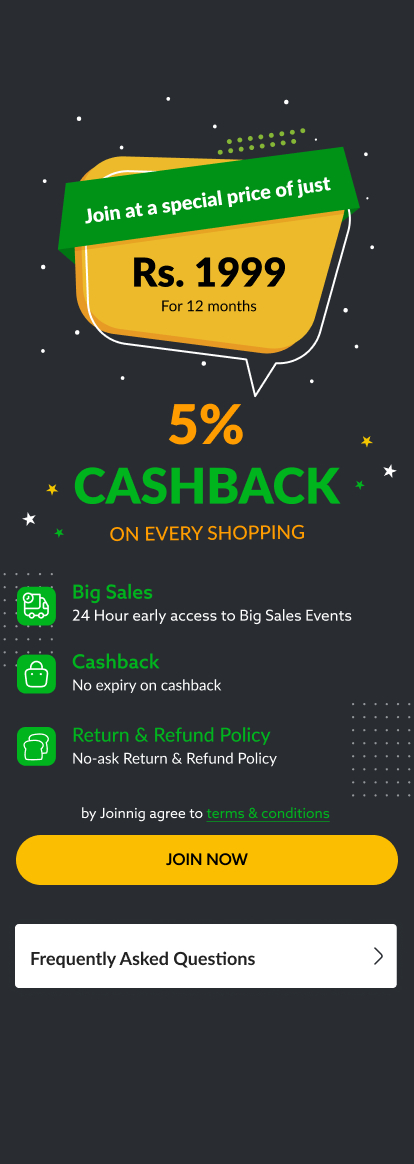 Join at a special price of just
Rs. 1999
For 12 months
5%
CASHBACK
ON EVERY SHOPPING
Big Sales
24 Hour early access to Big Sales Events
Cashback
No expiry on cashback
Return & Refund Policy
No-ask Return & Refund Policy
by Joinnig agree to terms & conditions
JOIN NOW
Frequently Asked Questions